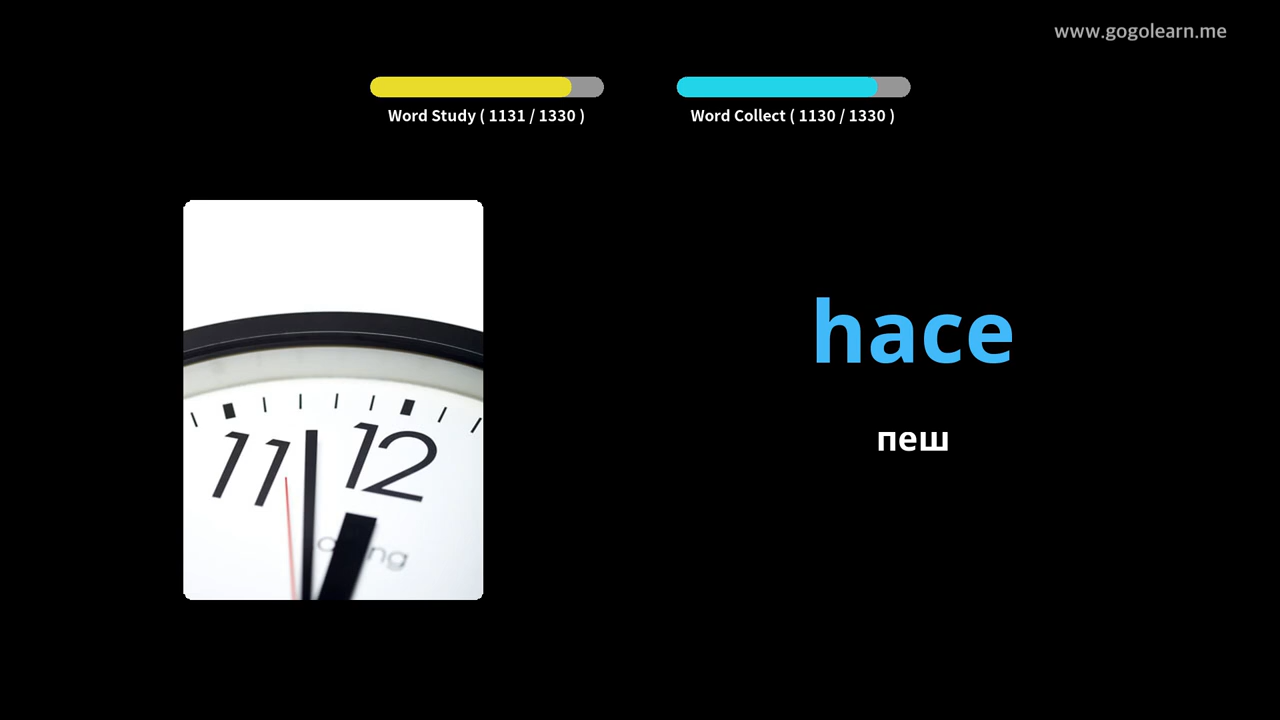 www.gogolearn.me
Word Study ( 1131 / 1330 )
Word Collect ( 1130 / 1330 )
hace
пеш
11
12